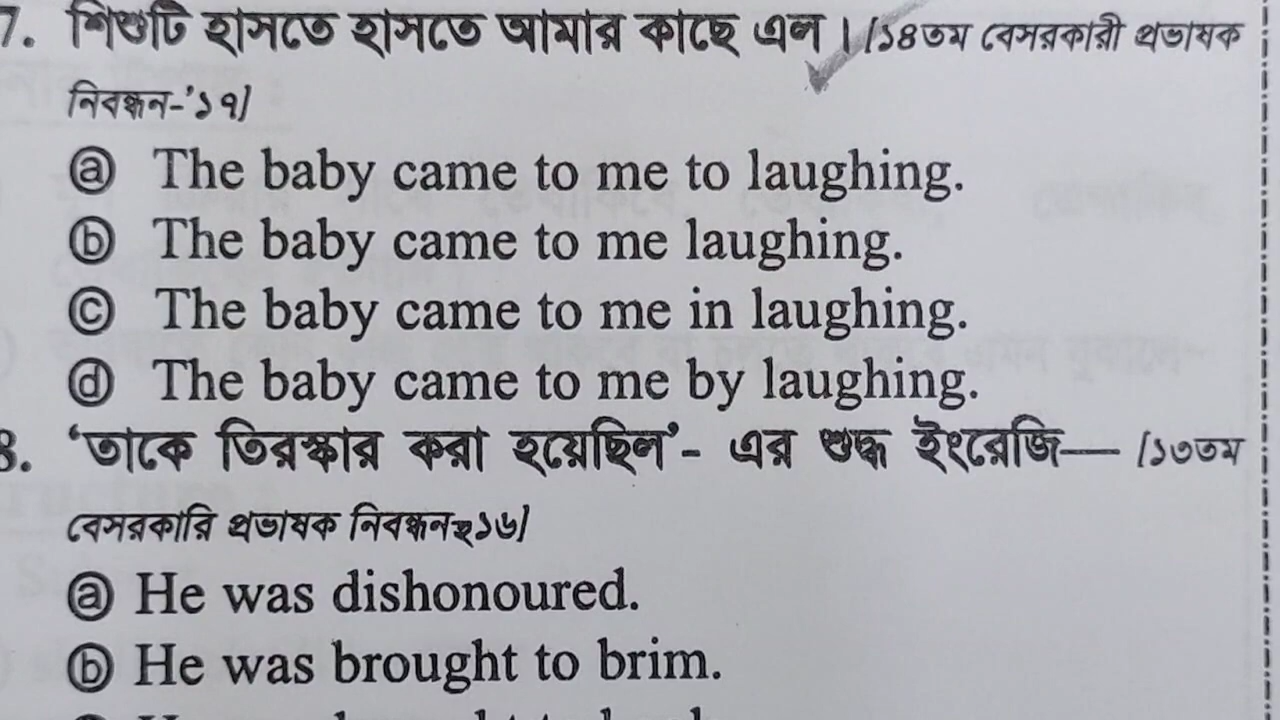 7. শিশুটি হাসতে হাসতে আমার কাছে এল। [১৪তম বেসরকারী প্রভাষক
নিবন্ধন-'১৭]
ⓐ The baby came to me to laughing.
ⓑ The baby came to me laughing.
ⓒ The baby came to me in laughing.
ⓓ The baby came to me by laughing.
8. ‘তাকে তিরস্কার করা হয়েছিল’- এর শুদ্ধ ইংরেজি— [১৩তম
বেসরকারি প্রভাষক নিবন্ধনঃ১৬]
ⓐ He was dishonoured.
ⓑ He was brought to brim.